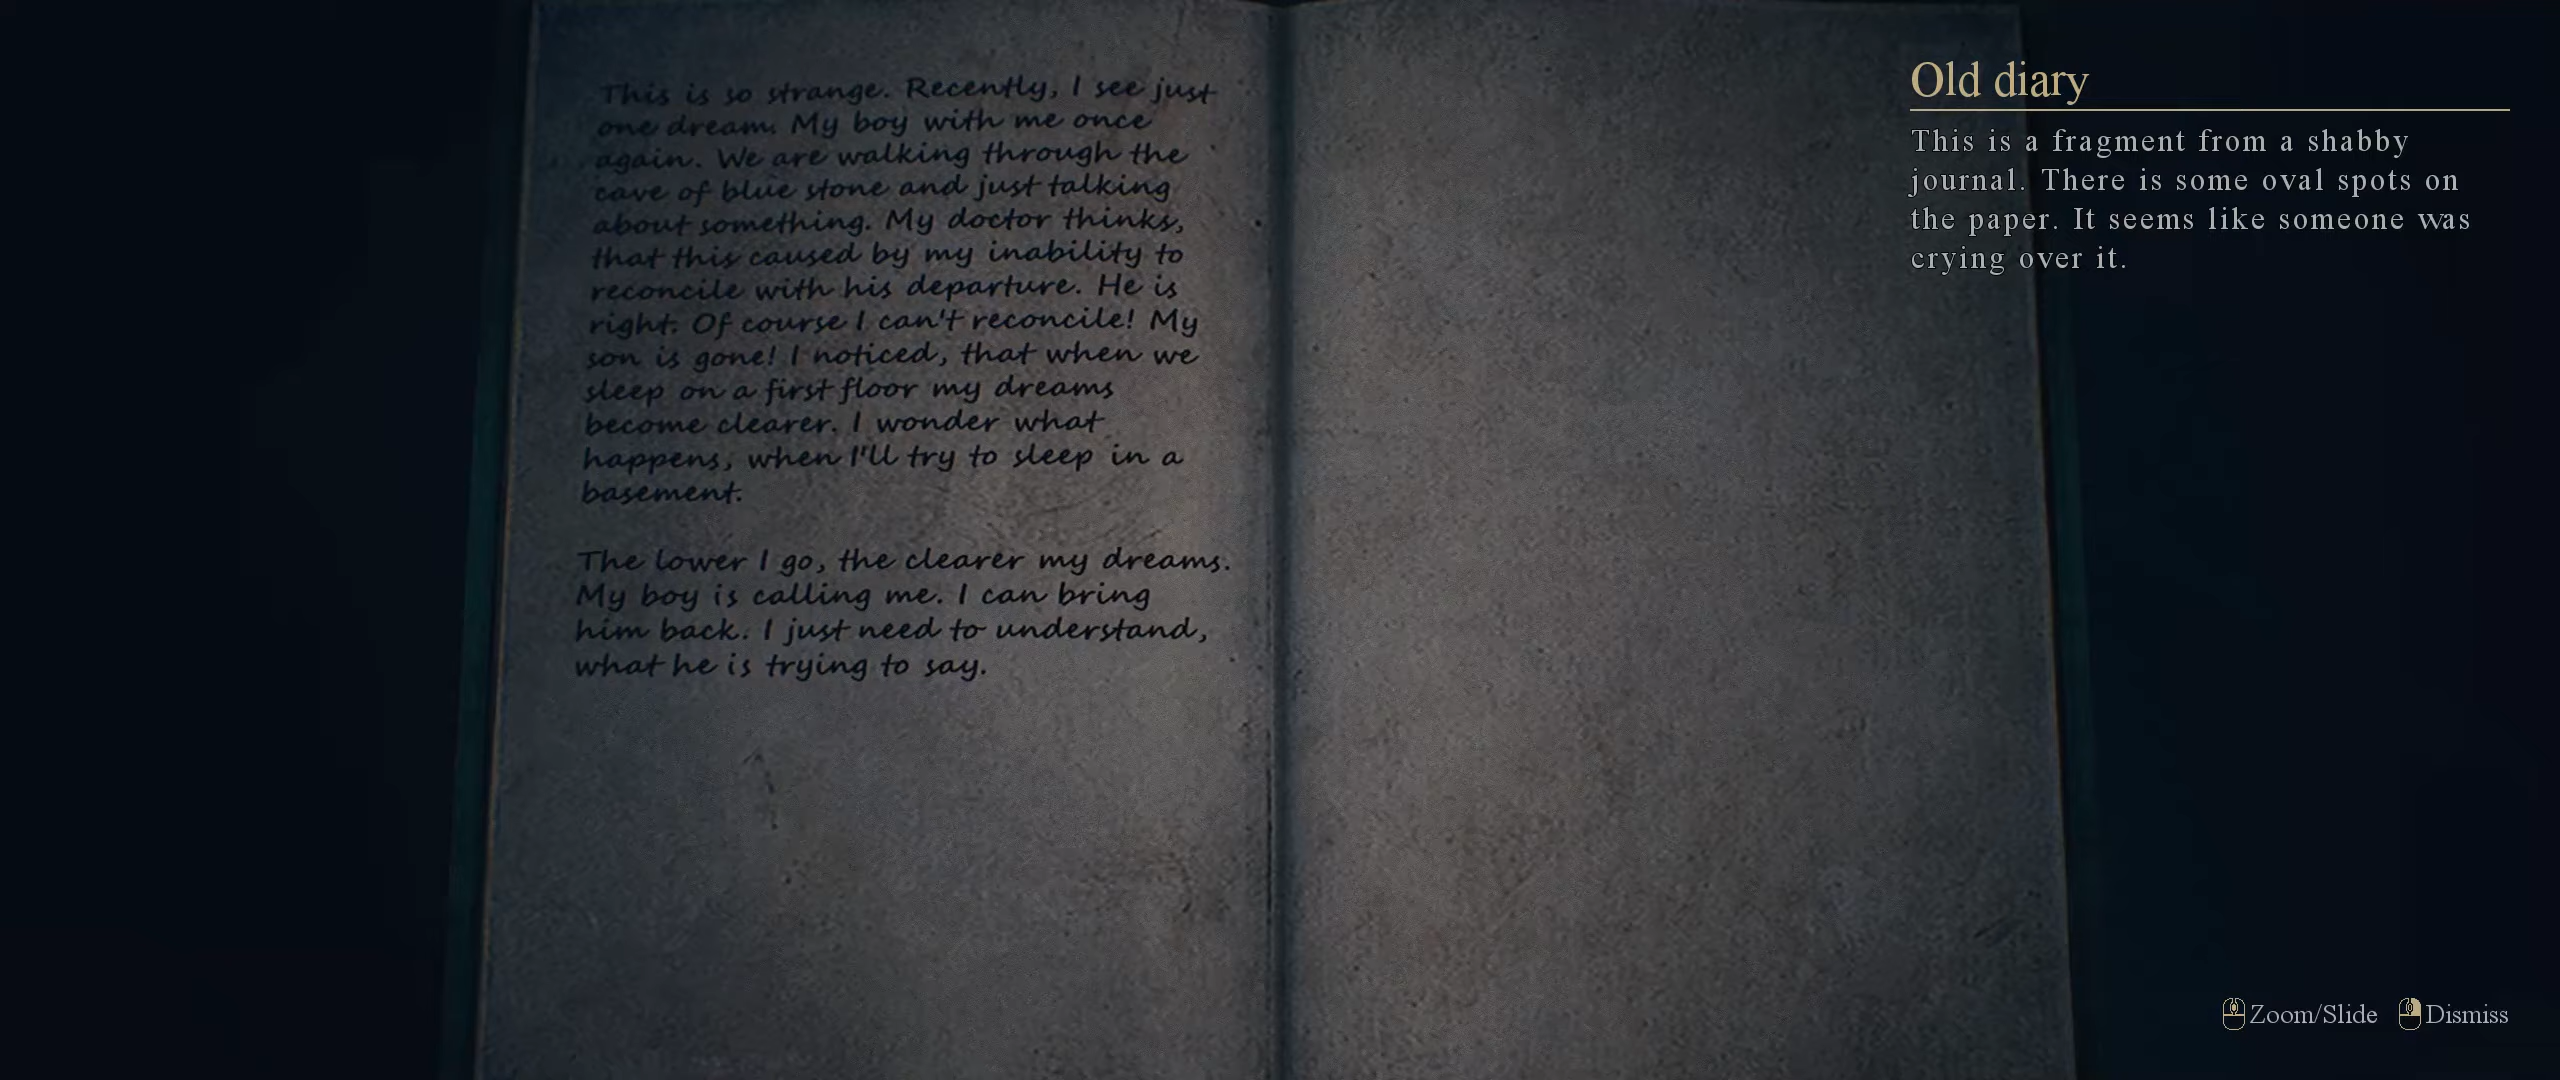 This is so strange. Recently, I see just
one dream. My boy with me once
again. We are walking through the
cave of blue stone and just talking
about something. My doctor thinks,
that this caused by my inability to
reconcile with his departure. He is
right. Of course I can't reconcile! My
son is gone! I noticed, that when we
sleep on a first floor my dreams
become clearer. I wonder what
happens, when I'll try to sleep in a
basement.
The lower I go, the clearer my dreams.
My boy is calling me. I can bring
him back. I just need to understand,
what he is trying to say.
Old diary
This is a fragment from a shabby
journal. There is some oval spots on
the paper. It seems like someone was
crying over it.
Zoom/Slide Dismiss